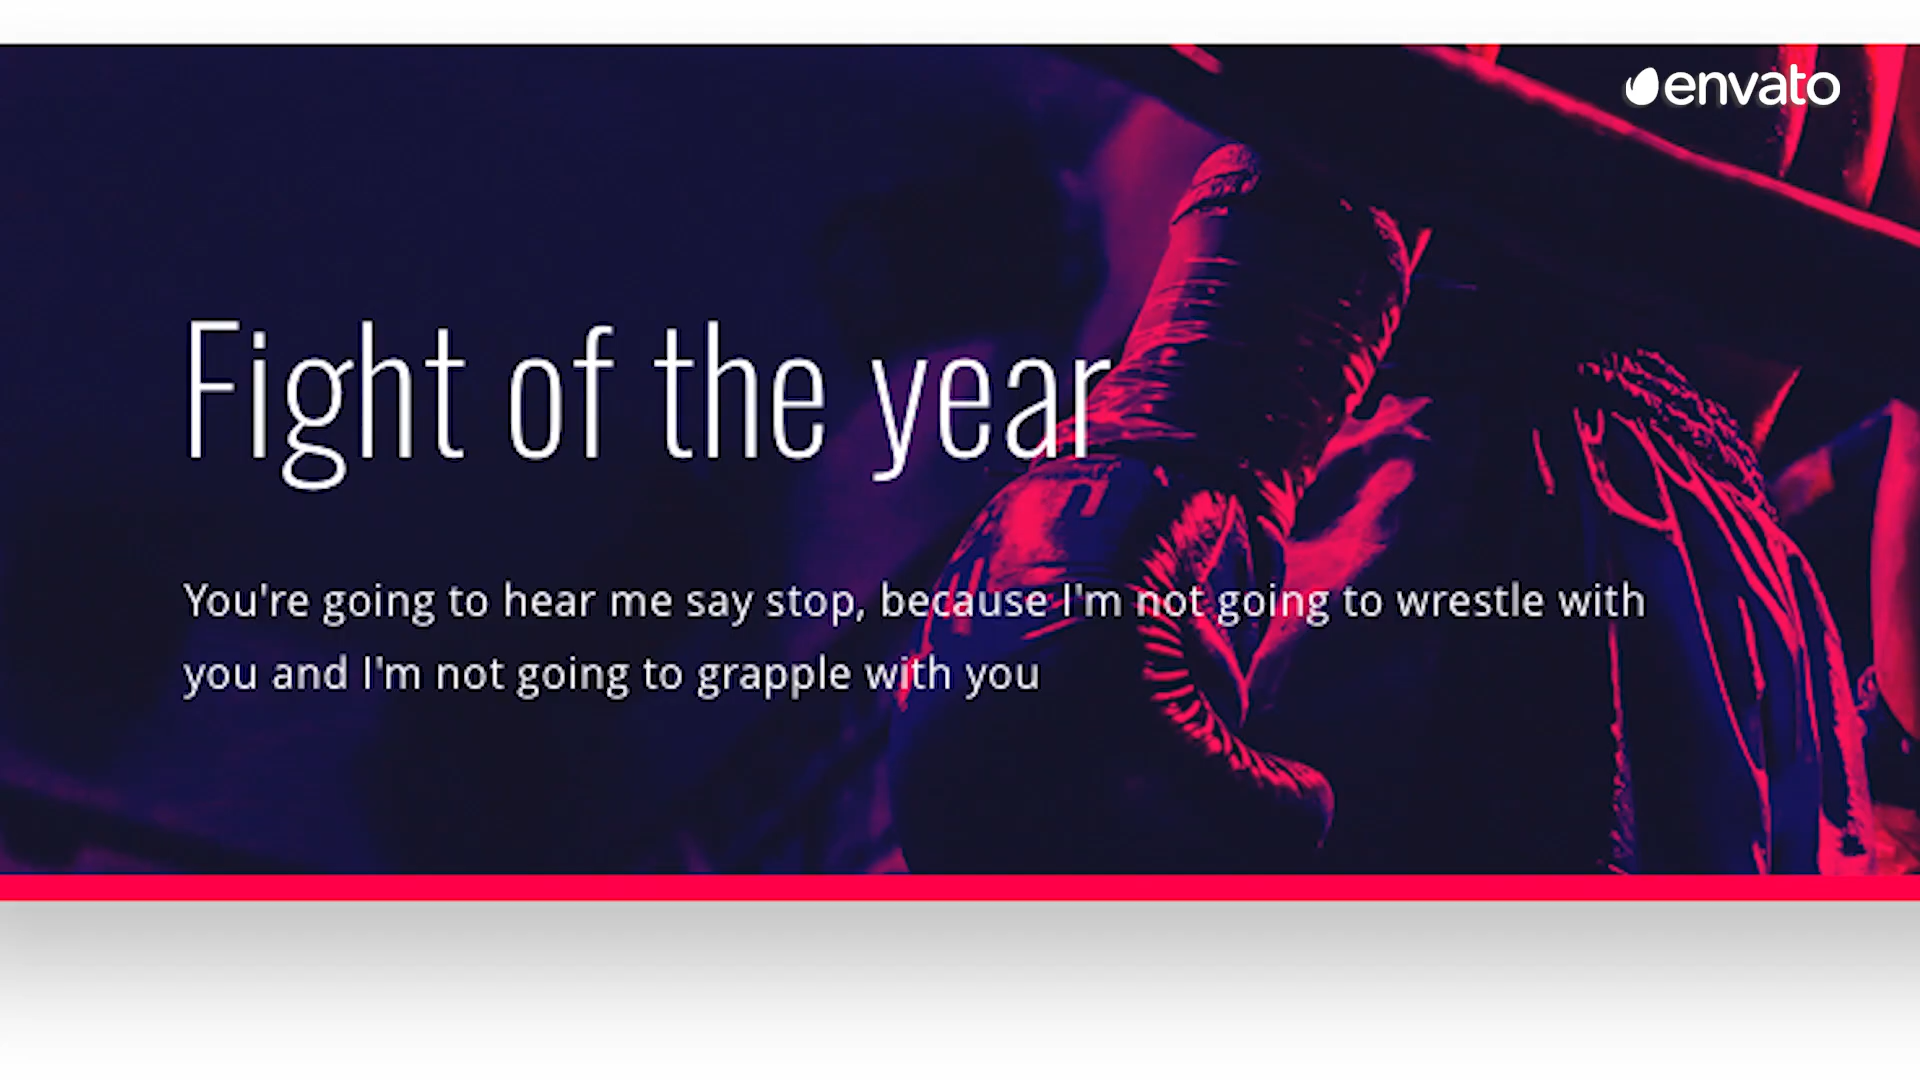 envato
Fight of the year
You're going to hear me say stop, because I'm not going to wrestle with
you and I'm not going to grapple with you